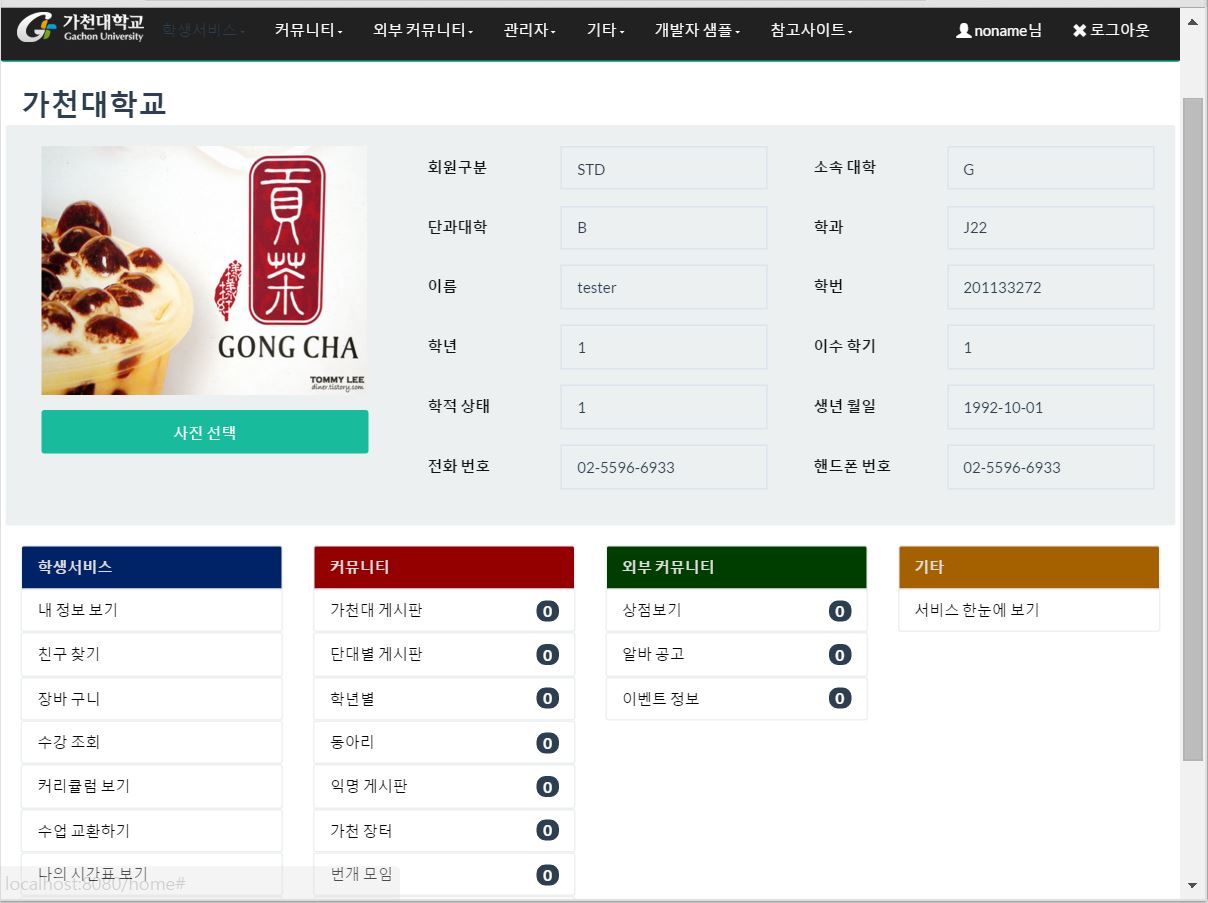 가천대학교
Gachon University
학생서비스
커뮤니티
외부 커뮤니티
관리자
기타
개발자 샘플
참고사이트
noname님
로그아웃
가천대학교
貢茶
GONG CHA
TOMMY LEE
diner.tistory.com
사진 선택
회원구분 STD 소속 대학 G
단과대학 B 학과 J22
이름 tester 학번 201133272
학년 1 이수 학기 1
학적 상태 1 생년 월일 1992-10-01
전화 번호 02-5596-6933 핸드폰 번호 02-5596-6933
학생서비스
내 정보 보기
친구 찾기
장바 구니
수강 조회
커리큘럼 보기
수업 교환하기
나의 시간표 보기
커뮤니티
가천대 게시판 0
단대별 게시판 0
학년별 0
동아리 0
익명 게시판 0
가천 장터 0
번개 모임 0
외부 커뮤니티
상점보기 0
알바 공고 0
이벤트 정보 0
기타
서비스 한눈에 보기
localhost:8080/home#